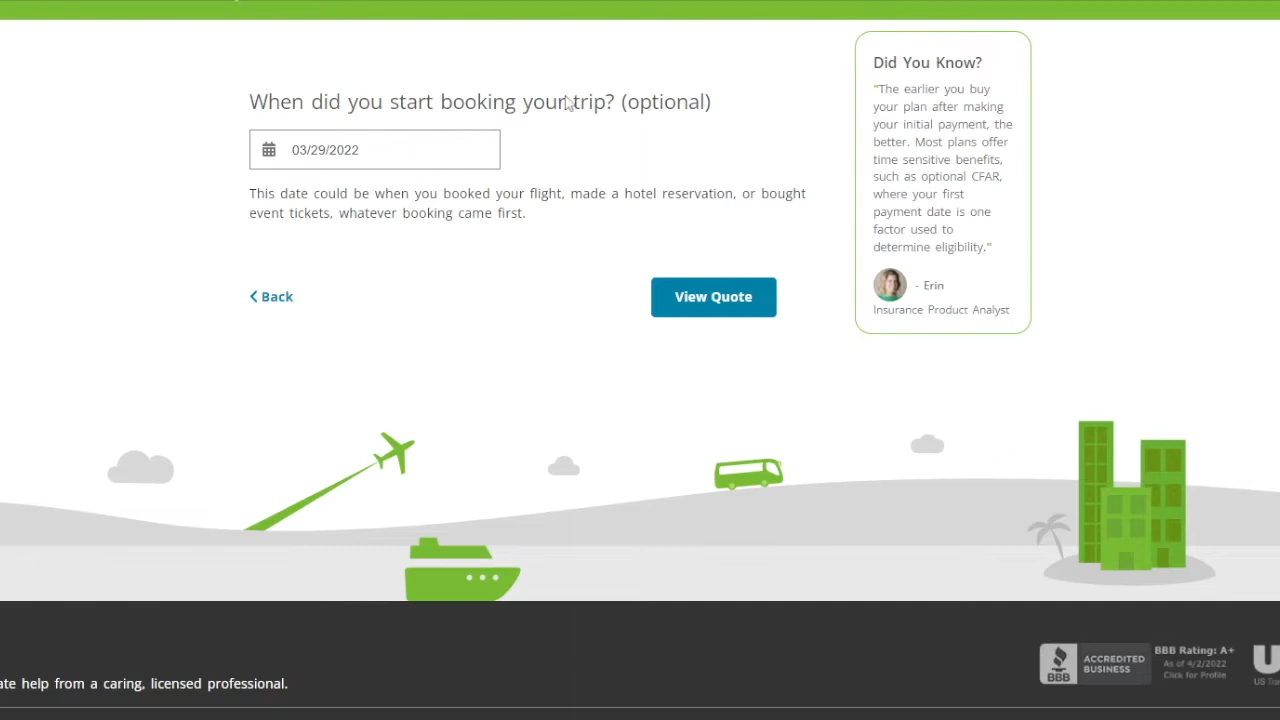 When did you start booking your trip? (optional)
03/29/2022
This date could be when you booked your flight, made a hotel reservation, or bought
event tickets, whatever booking came first.
Back
View Quote
Did You Know?
"The earlier you buy
your plan after making
your initial payment, the
better. Most plans offer
time sensitive benefits,
such as optional CFAR,
where your first
payment date is one
factor used to
determine eligibility."
- Erin
Insurance Product Analyst
help from a caring, licensed professional.
BBB
ACCREDITED
BUSINESS
BBB Rating: A+
As of 4/2/2022
Click for Profile
US